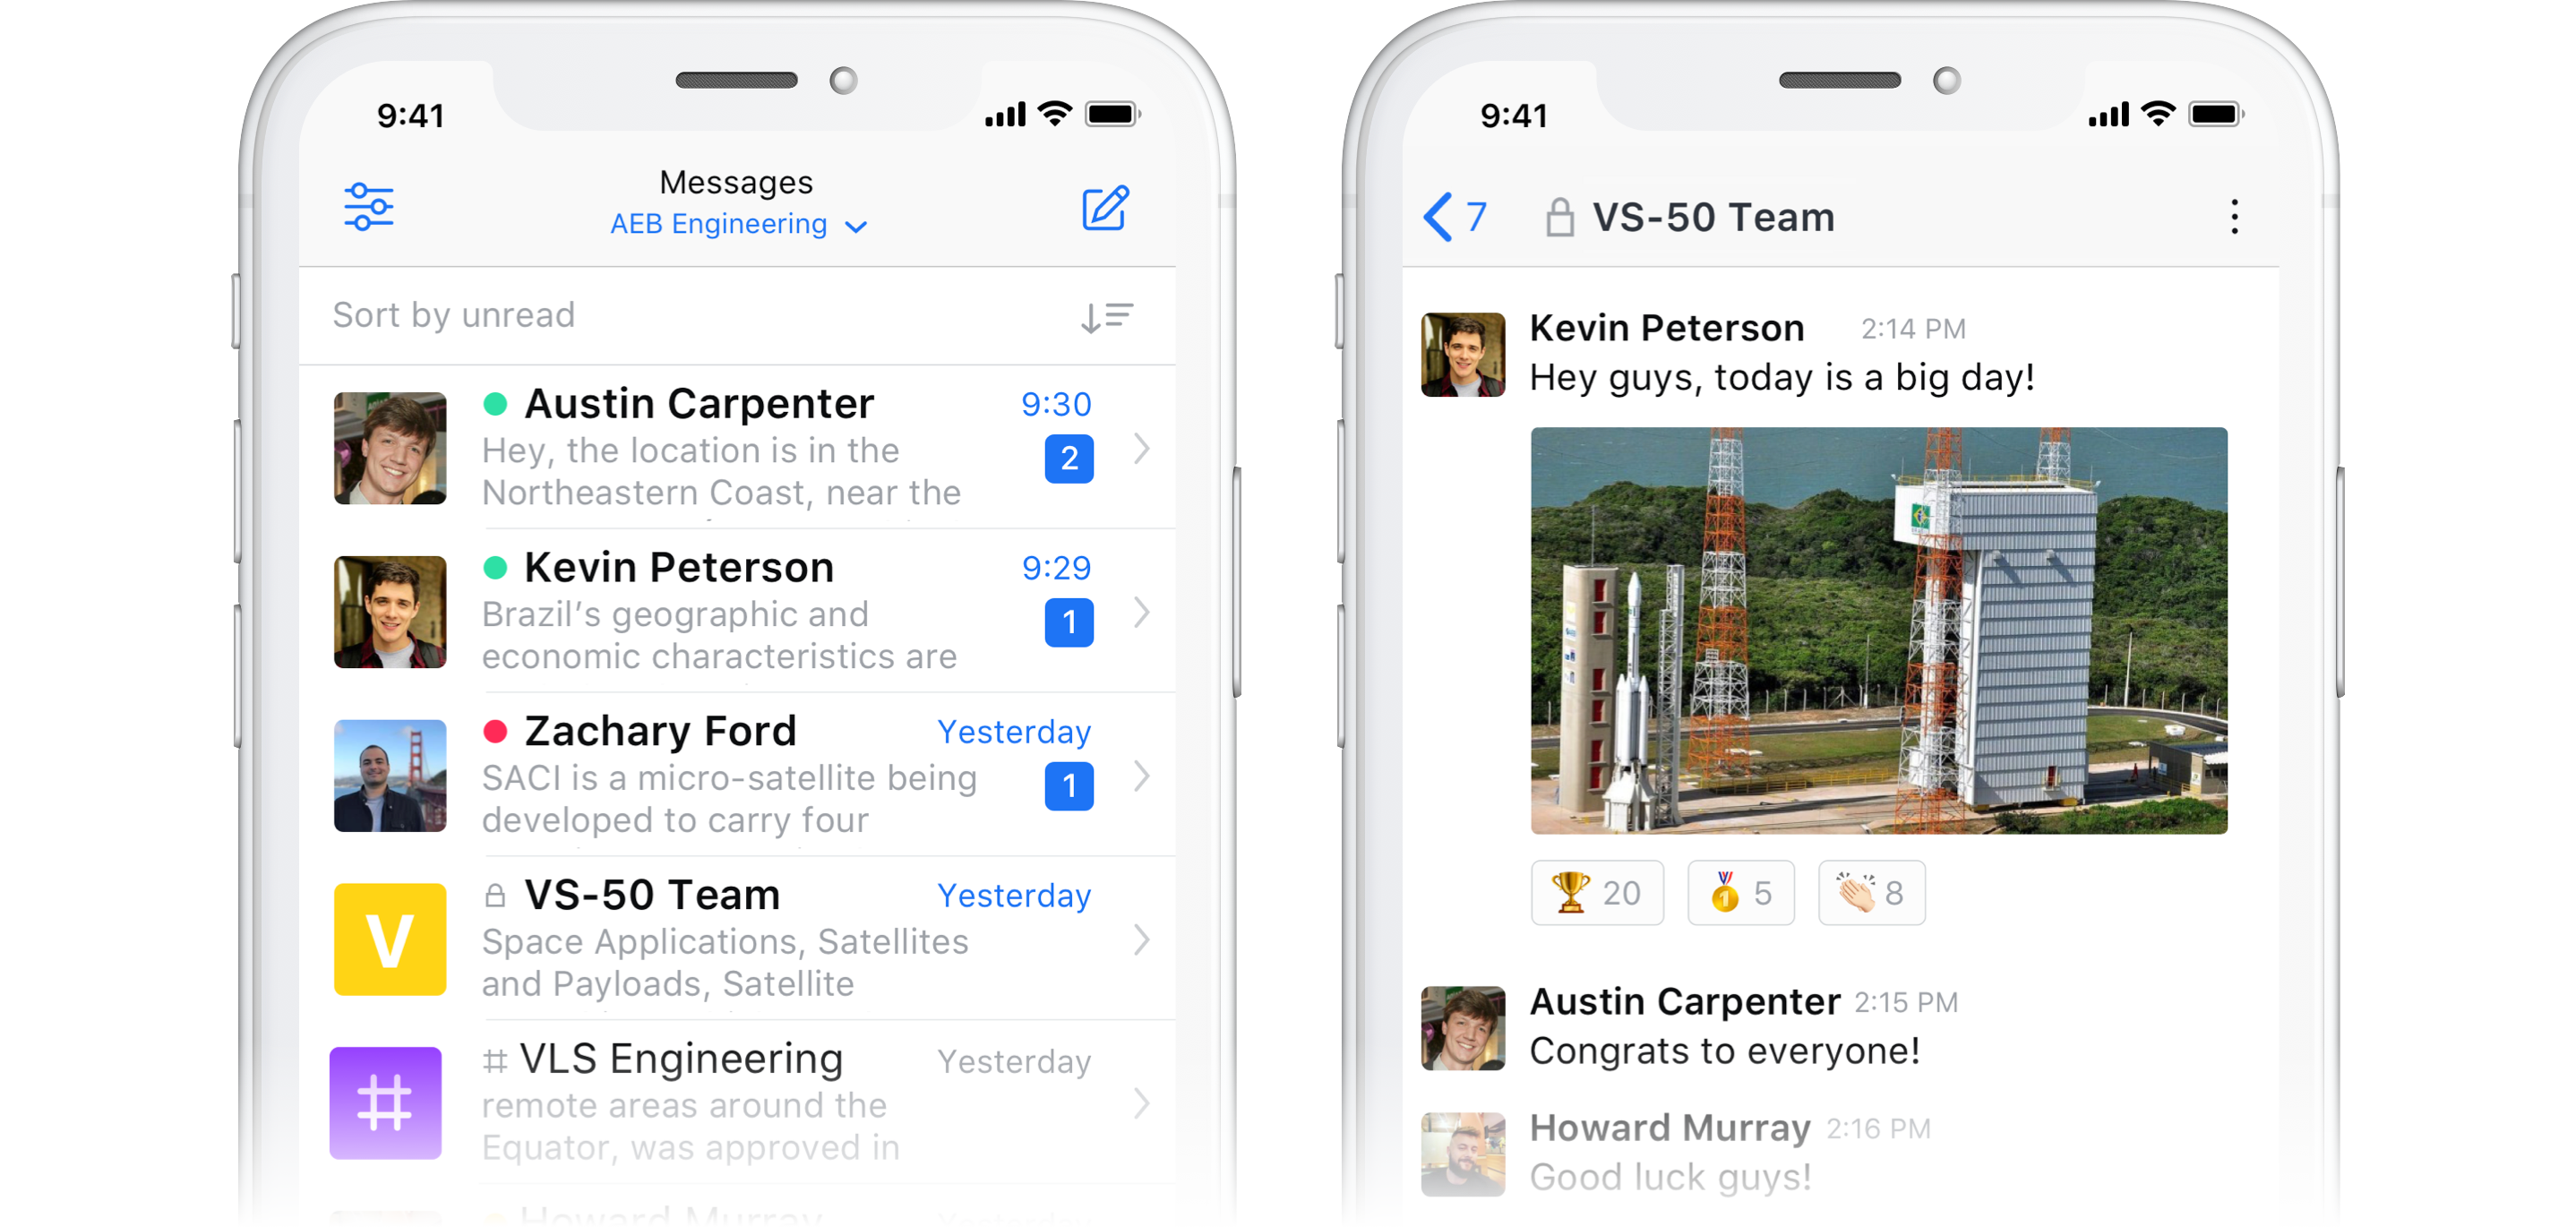 9:41
Messages
AEB Engineering
Sort by unread
Austin Carpenter
9:30
Hey, the location is in the
2
Northeastern Coast, near the
Kevin Peterson
9:29
Brazil’s geographic and
1
economic characteristics are
Zachary Ford
Yesterday
SACI is a micro-satellite being
1
developed to carry four
V
VS-50 Team
Yesterday
Space Applications, Satellites
and Payloads, Satellite
# VLS Engineering
Yesterday
remote areas around the
Equator, was approved in
Howard Murray
Yesterday
9:41
7
VS-50 Team
Kevin Peterson
2:14 PM
Hey guys, today is a big day!
20
5
8
Austin Carpenter 2:15 PM
Congrats to everyone!
Howard Murray 2:16 PM
Good luck guys!